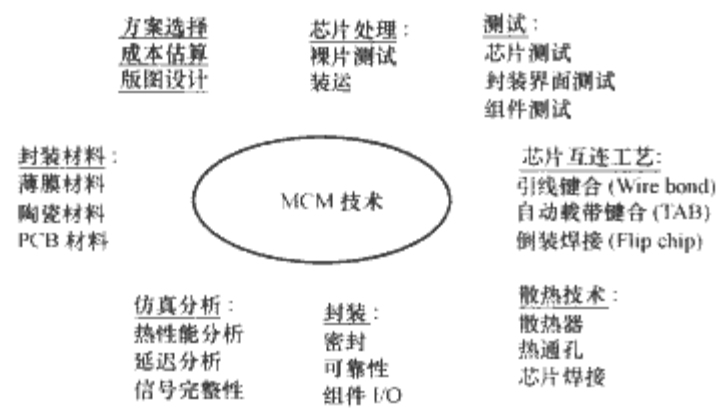 方案选择
成本估算
版图设计
芯片处理：
裸片测试
装运
测试：
芯片测试
封装界面测试
组件测试
封装材料：
薄膜材料
陶瓷材料
PCB 材料
MCM 技术
芯片互连工艺:
引线键合 (Wire bond)
自动载带键合 (TAB)
倒装焊接 (Flip chip)
仿真分析：
热性能分析
延迟分析
信号完整性
封装：
密封
可靠性
组件 I/O
散热技术：
散热器
热通孔
芯片焊接